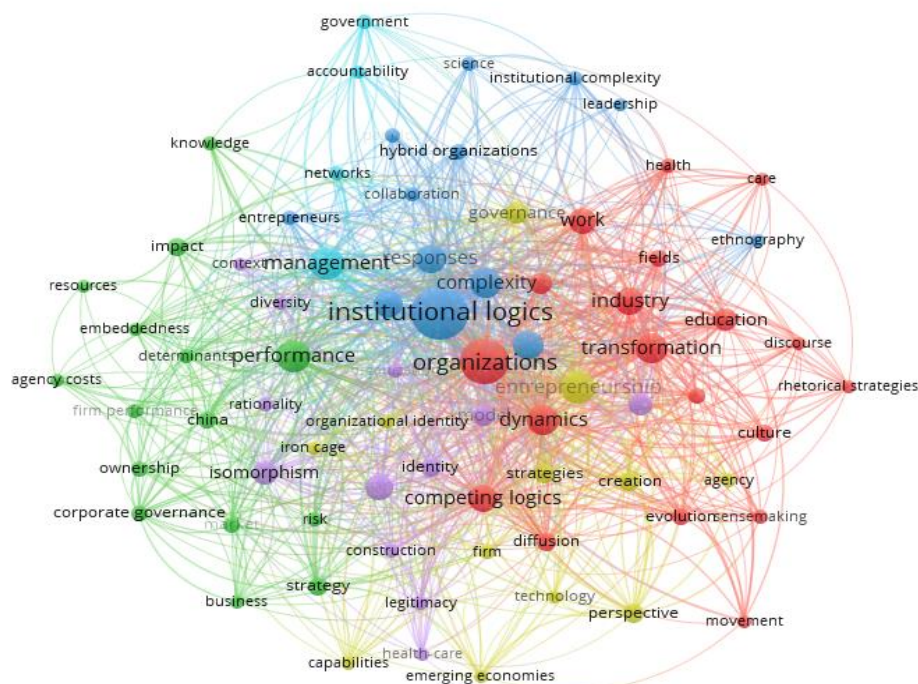 government
science
accountability
institutional complexity
leadership
knowledge
hybrid organizations
health
networks
care
collaboration
entrepreneurs
governance
work
impact
ethnography
context
management
responses
fields
resources
diversity
complexity
industry
institutional logics
embeddedness
education
determinants
performance
organizations
transformation
discourse
agency costs
rhetorical strategies
entrepreneurship
firm performance
rationality
china
organizational identity
model
dynamics
culture
iron cage
ownership
isomorphism
identity
strategies
creation
agency
corporate governance
competing logics
market
risk
evolution
sensemaking
construction
firm
diffusion
business
strategy
legitimacy
technology
perspective
movement
health-care
capabilities
emerging economies